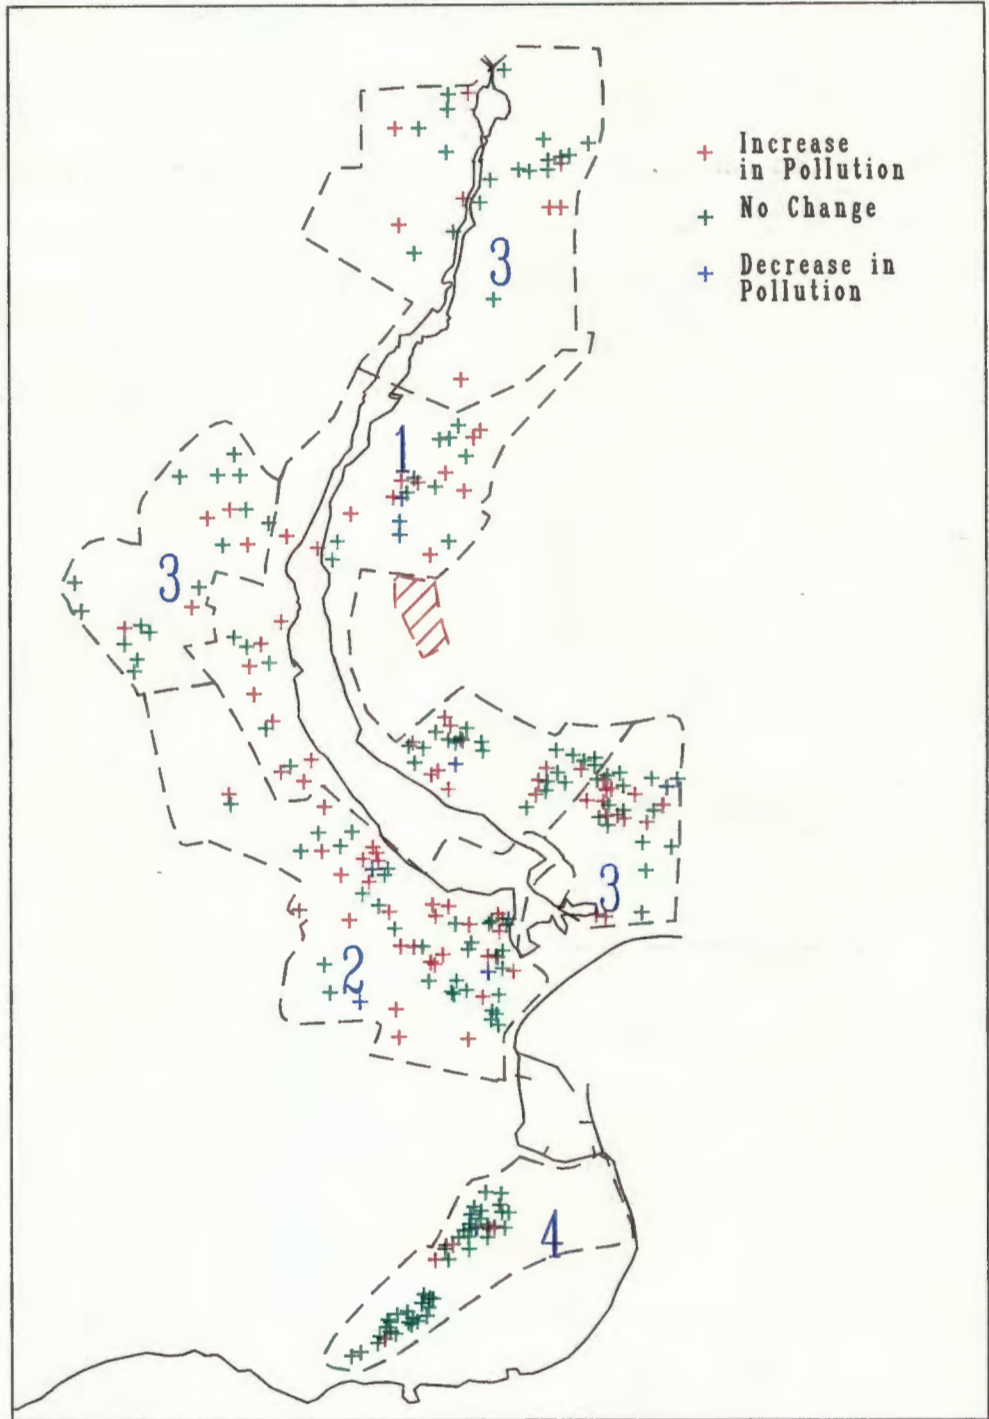 Increase
in Pollution
No Change
Decrease in
Pollution
3
1
3
3
2
4